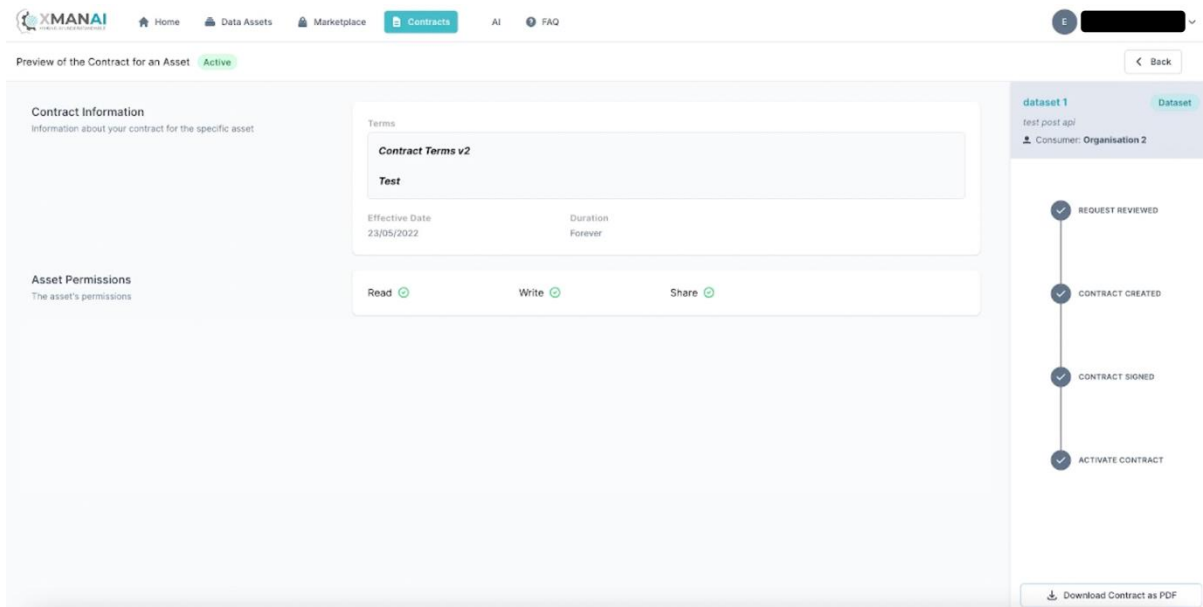 XMANAI
Home
Data Assets
Marketplace
Contracts
AI
FAQ
E
Preview of the Contract for an Asset
Active
Back
Contract Information
Information about your contract for the specific asset
Terms
Contract Terms v2
Test
Effective Date
Duration
23/05/2022
Forever
Asset Permissions
The asset's permissions
Read
Write
Share
dataset 1
Dataset
test post api
Consumer: Organisation 2
REQUEST REVIEWED
CONTRACT CREATED
CONTRACT SIGNED
ACTIVATE CONTRACT
Download Contract as PDF